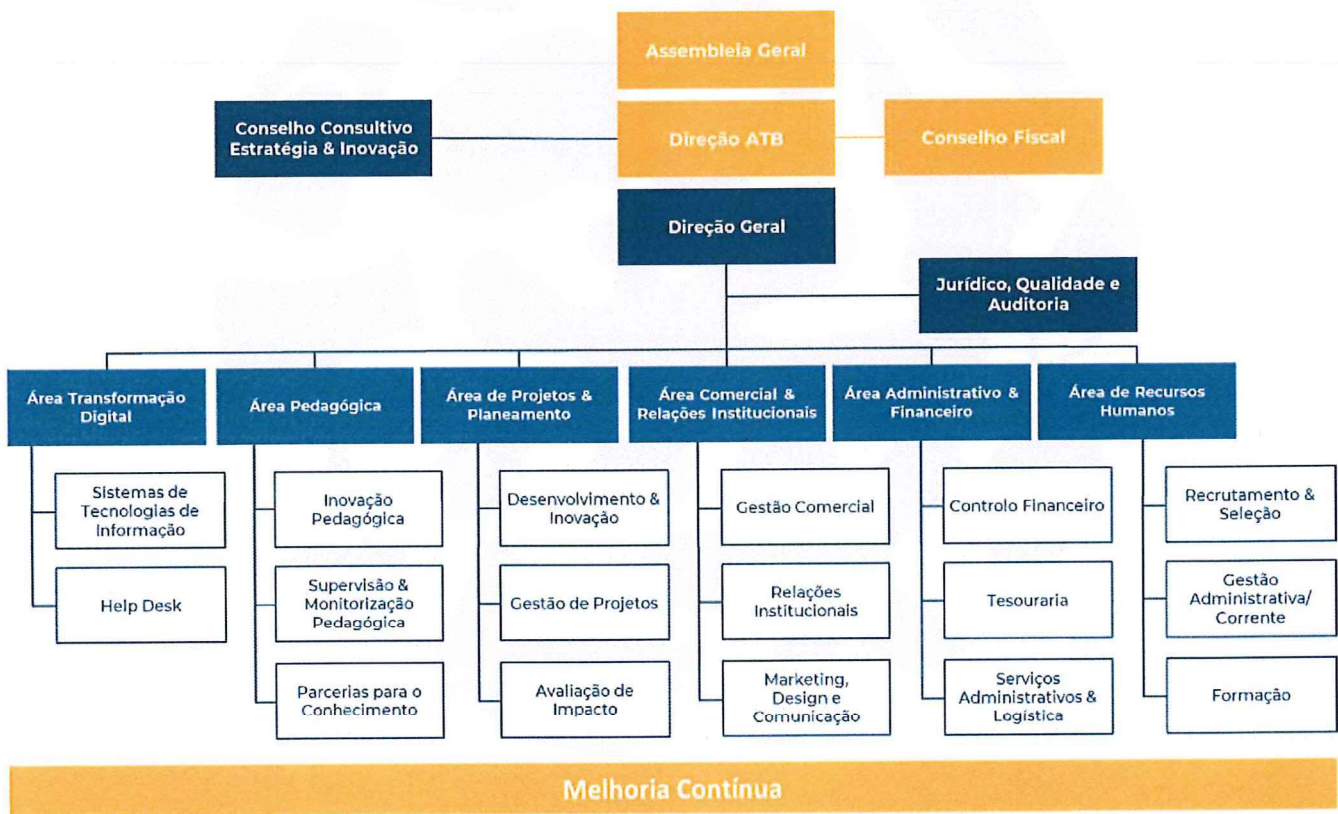 Assembleia Geral
Conselho Consultivo
Estratégia & Inovação
Direção ATB
Conselho Fiscal
Direção Geral
Jurídico, Qualidade e
Auditoria
Área Transformação
Digital
Área Pedagógica
Área de Projetos &
Planeamento
Área Comercial &
Relações Institucionais
Área Administrativo &
Financeiro
Área de Recursos
Humanos
Sistemas de
Tecnologias de
Informação
Help Desk
Inovação
Pedagógica
Supervisão &
Monitorização
Pedagógica
Parcerias para o
Conhecimento
Desenvolvimento &
Inovação
Gestão de Projetos
Avaliação de
Impacto
Gestão Comercial
Relações
Institucionais
Marketing,
Design e
Comunicação
Controlo Financeiro
Tesouraria
Serviços
Administrativos &
Logística
Recrutamento &
Seleção
Gestão
Administrativa/
Corrente
Formação
Melhoria Contínua